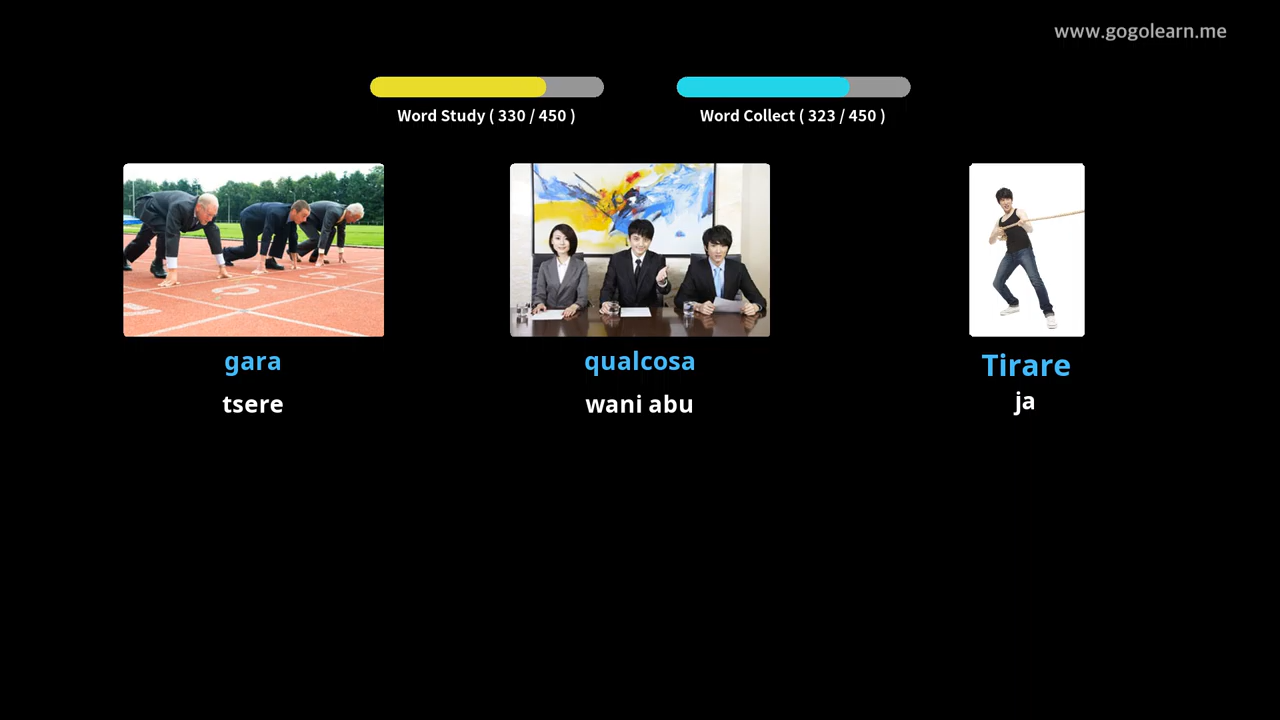 www.gogolearn.me
Word Study ( 330 / 450 )
Word Collect ( 323 / 450 )
gara
tsere
qualcosa
wani abu
Tirare
ja